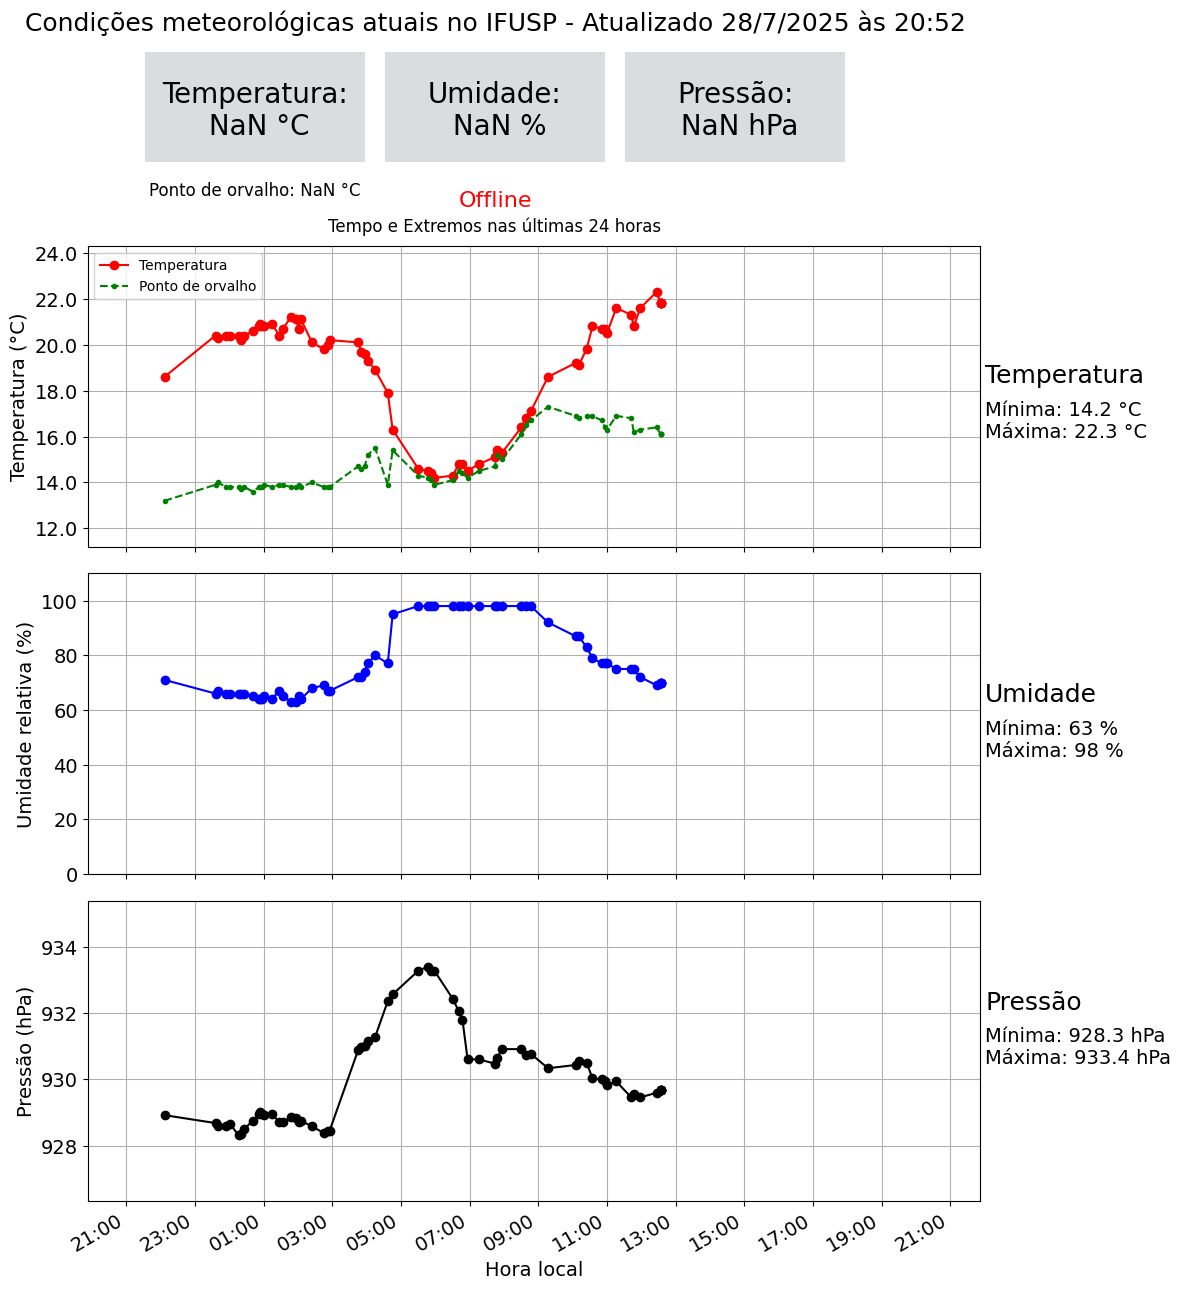 Condições meteorológicas atuais no IFUSP - Atualizado 28/7/2025 às 20:52
Temperatura:
NaN °C
Umidade:
NaN %
Pressão:
NaN hPa
Ponto de orvalho: NaN °C
Offline
Tempo e Extremos nas últimas 24 horas
Temperatura (°C)
24.0
22.0
20.0
18.0
16.0
14.0
12.0
Temperatura
Ponto de orvalho
Temperatura
Mínima: 14.2 °C
Máxima: 22.3 °C
Umidade relativa (%)
100
80
60
40
20
0
Umidade
Mínima: 63 %
Máxima: 98 %
Pressão (hPa)
934
932
930
928
Pressão
Mínima: 928.3 hPa
Máxima: 933.4 hPa
21:00 23:00 01:00 03:00 05:00 07:00 09:00 11:00 13:00 15:00 17:00 19:00 21:00
Hora local